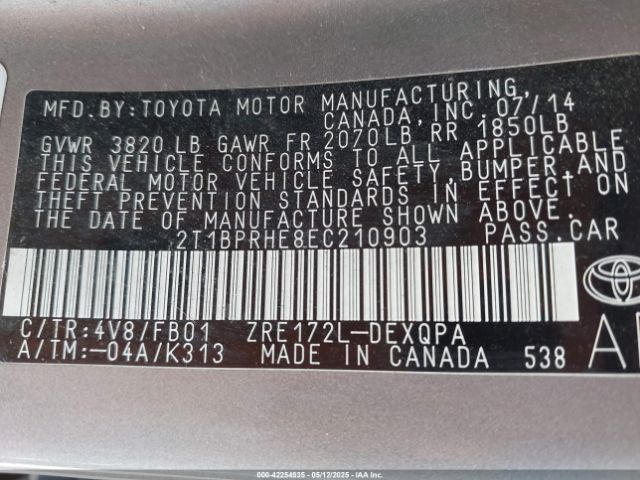 MFD.BY:TOYOTA MOTOR MANUFACTURING,
CANADA,INC.07/14
GVWR 3820 LB GAWR FR 2070LB RR 1850LB
THIS VEHICLE CONFORMS TO ALL APPLICABLE
FEDERAL MOTOR VEHICLE SAFETY,BUMPER,AND
THEFT PREVENTION STANDARDS IN EFFECT ON
THE DATE OF MANUFACTURE SHOWN ABOVE.
2T1BPRHE8EC210903 PASS.CAR
C/TR:4V8/FB01 ZRE172L-DEXQPA
A/TM:-04A/K313 MADE IN CANADA 538
000-42254935 - 05/12/2025 - IAAI.COM